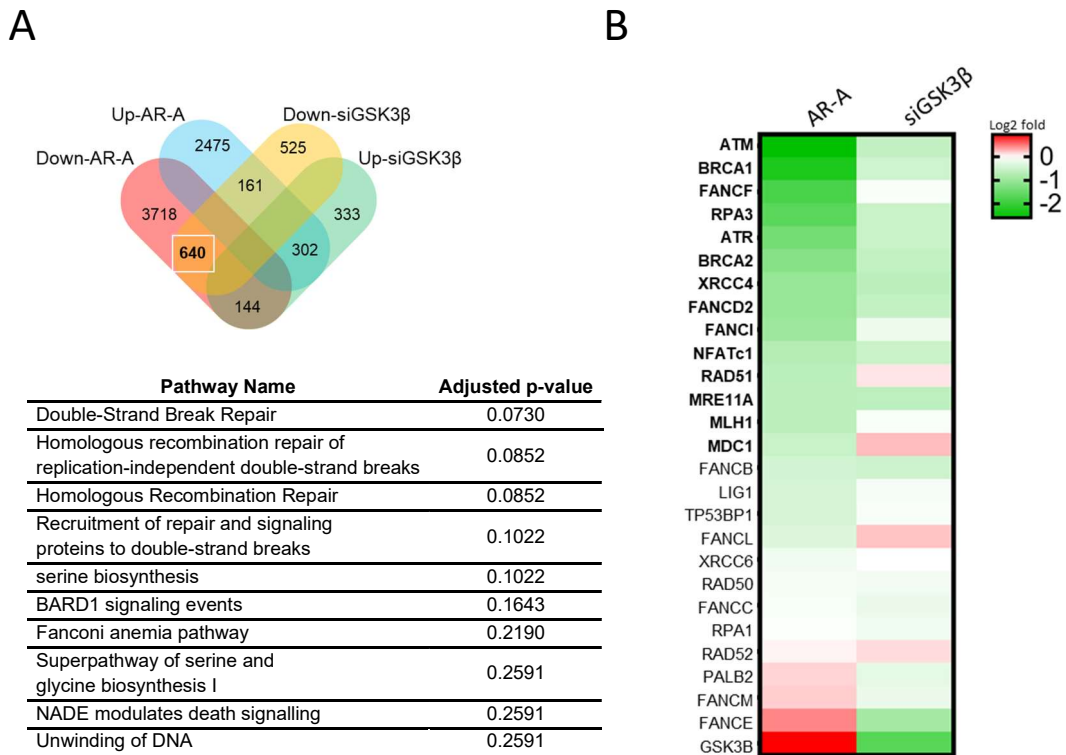 A
Up-AR-A
Down-siGSK3β
Down-AR-A
Up-siGSK3β
2475
525
161
3718
333
640
302
144
Pathway Name Adjusted p-value
Double-Strand Break Repair 0.0730
Homologous recombination repair of
replication-independent double-strand breaks 0.0852
Homologous Recombination Repair 0.0852
Recruitment of repair and signaling
proteins to double-strand breaks 0.1022
serine biosynthesis 0.1022
BARD1 signaling events 0.1643
Fanconi anemia pathway 0.2190
Superpathway of serine and
glycine biosynthesis I 0.2591
NADE modulates death signalling 0.2591
Unwinding of DNA 0.2591
B
AR-A
siGSK3β
Log2 fold
0
-1
-2
ATM
BRCA1
FANCF
RPA3
ATR
BRCA2
XRCC4
FANCD2
FANCI
NFATc1
RAD51
MRE11A
MLH1
MDC1
FANCB
LIG1
TP53BP1
FANCL
XRCC6
RAD50
FANCC
RPA1
RAD52
PALB2
FANCM
FANCE
GSK3B